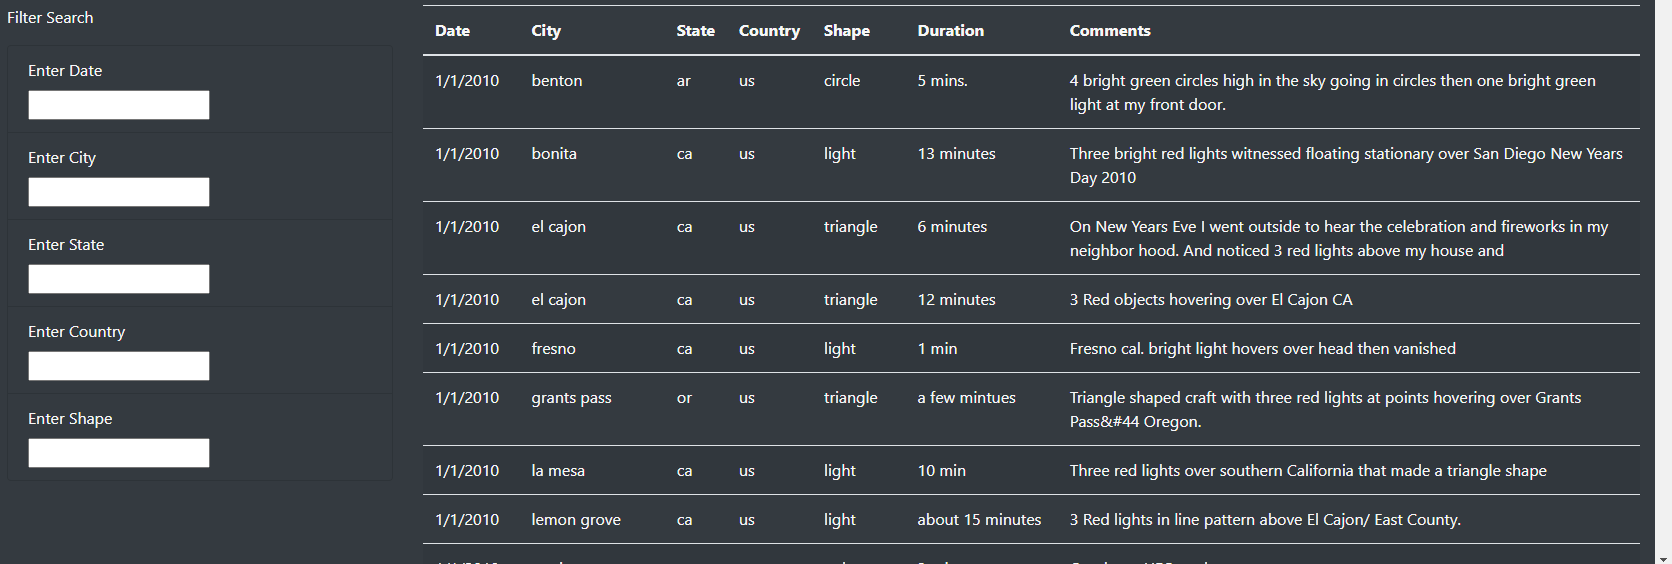 Filter Search
Enter Date
Enter City
Enter State
Enter Country
Enter Shape
Date City State Country Shape Duration Comments
1/1/2010 benton ar us circle 5 mins. 4 bright green circles high in the sky going in circles then one bright green
light at my front door.
1/1/2010 bonita ca us light 13 minutes Three bright red lights witnessed floating stationary over San Diego New Years
Day 2010
1/1/2010 el cajon ca us triangle 6 minutes On New Years Eve I went outside to hear the celebration and fireworks in my
neighbor hood. And noticed 3 red lights above my house and
1/1/2010 el cajon ca us triangle 12 minutes 3 Red objects hovering over El Cajon CA
1/1/2010 fresno ca us light 1 min Fresno cal. bright light hovers over head then vanished
1/1/2010 grants pass or us triangle a few mintues Triangle shaped craft with three red lights at points hovering over Grants
Pass&#44 Oregon.
1/1/2010 la mesa ca us light 10 min Three red lights over southern California that made a triangle shape
1/1/2010 lemon grove ca us light about 15 minutes 3 Red lights in line pattern above El Cajon/ East County.